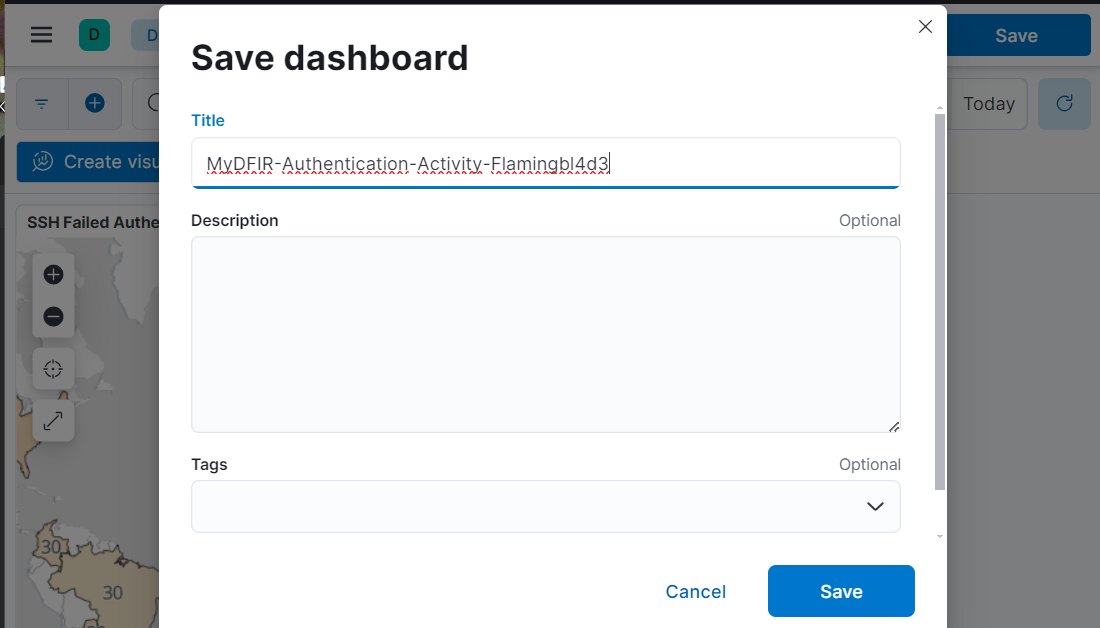 D
D
Save
Today
Create visu
SSH Failed Authe
30
30
Save dashboard
Title
MyDFIR-Authentication-Activity-Flamingbl4d3
Description
Optional
Tags
Optional
Cancel
Save